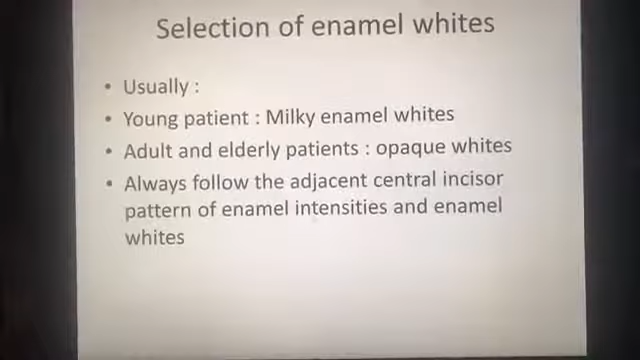 Selection of enamel whites
• Usually :
• Young patient : Milky enamel whites
• Adult and elderly patients : opaque whites
• Always follow the adjacent central incisor
pattern of enamel intensities and enamel
whites